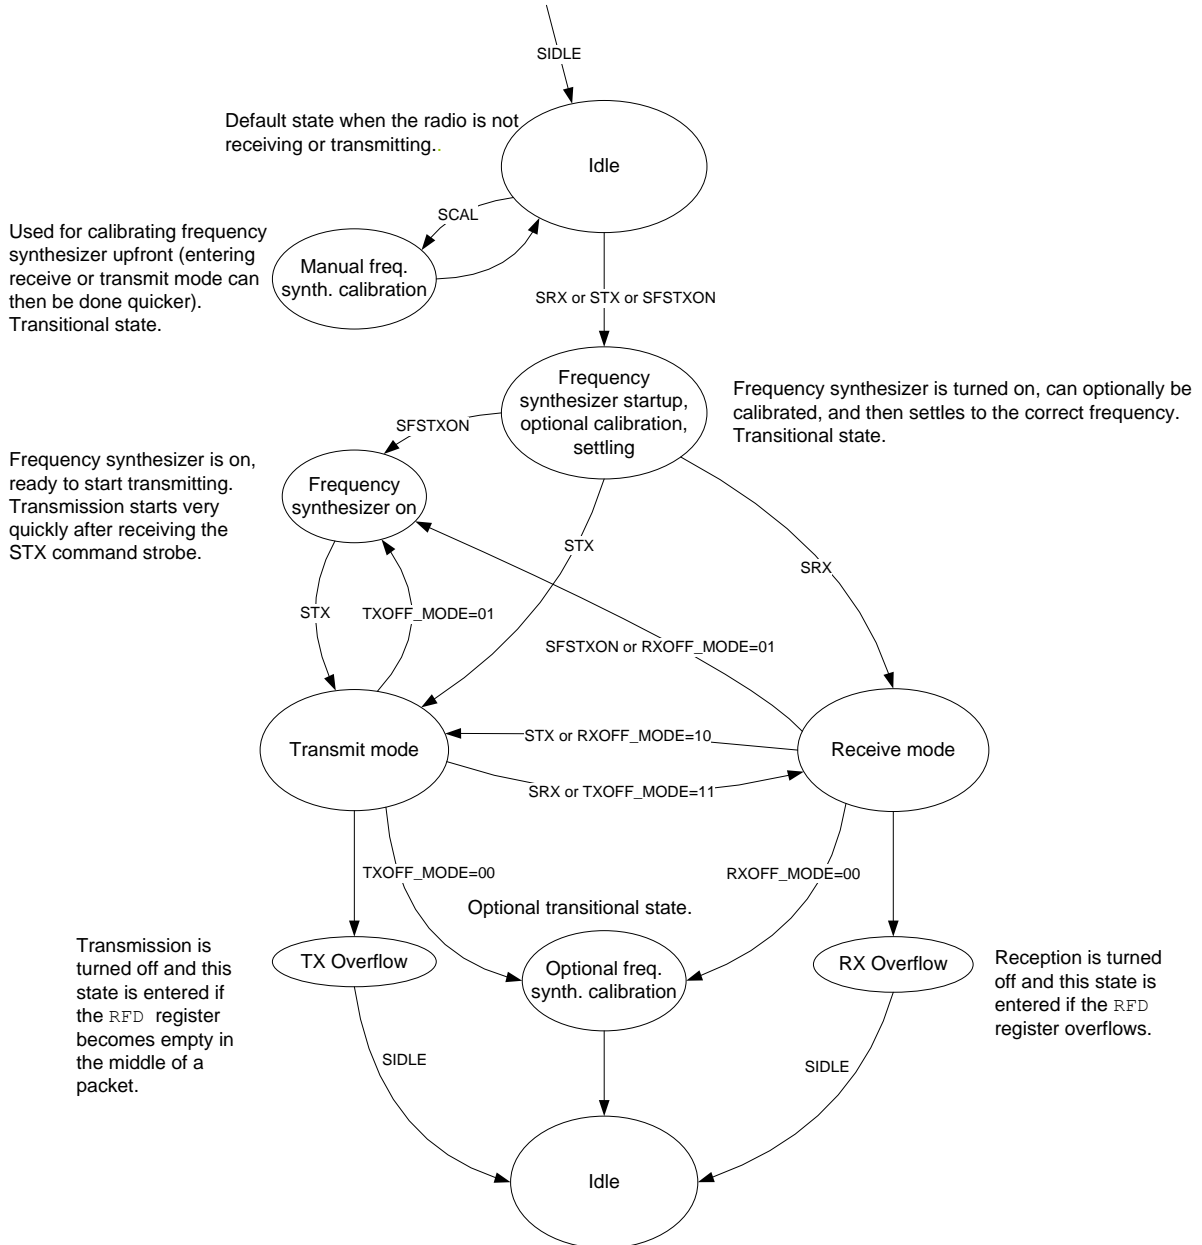 SIDLE
Default state when the radio is not
receiving or transmitting..
Idle
SCAL
Used for calibrating frequency
synthesizer upfront (entering
receive or transmit mode can
then be done quicker).
Transitional state.
Manual freq.
synth. calibration
SRX or STX or SFSTXON
Frequency
synthesizer startup,
optional calibration,
settling
Frequency synthesizer is turned on, can optionally be
calibrated, and then settles to the correct frequency.
Transitional state.
SFSTXON
Frequency synthesizer is on,
ready to start transmitting.
Transmission starts very
quickly after receiving the
STX command strobe.
Frequency
synthesizer on
STX
SRX
STX
TXOFF_MODE=01
SFSTXON or RXOFF_MODE=01
Transmit mode
STX or RXOFF_MODE=10
Receive mode
SRX or TXOFF_MODE=11
TXOFF_MODE=00
RXOFF_MODE=00
Optional transitional state.
Transmission is
turned off and this
state is entered if
the RFD register
becomes empty in
the middle of a
packet.
TX Overflow
Optional freq.
synth. calibration
RX Overflow
Reception is turned
off and this state is
entered if the RFD
register overflows.
SIDLE
SIDLE
Idle